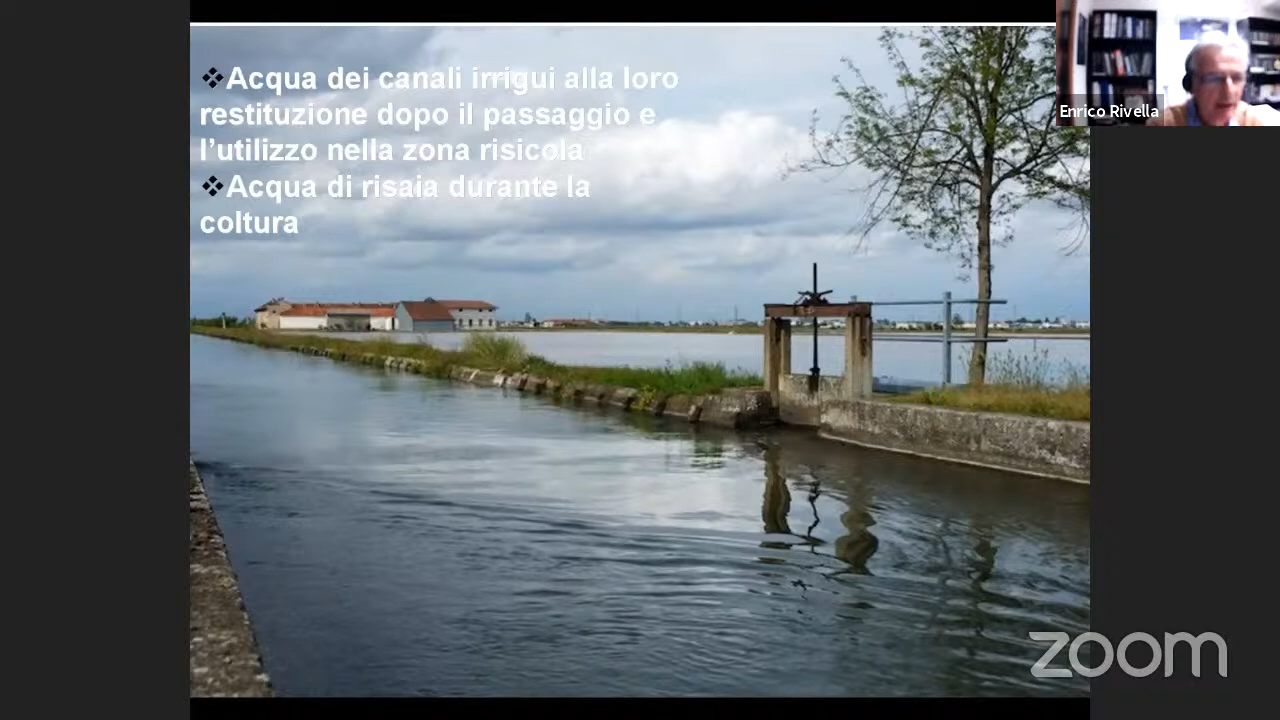 ❖Acqua dei canali irrigui alla loro
restituzione dopo il passaggio e
l'utilizzo nella zona risicola
❖Acqua di risaia durante la
coltura
Enrico Rivella
zoom